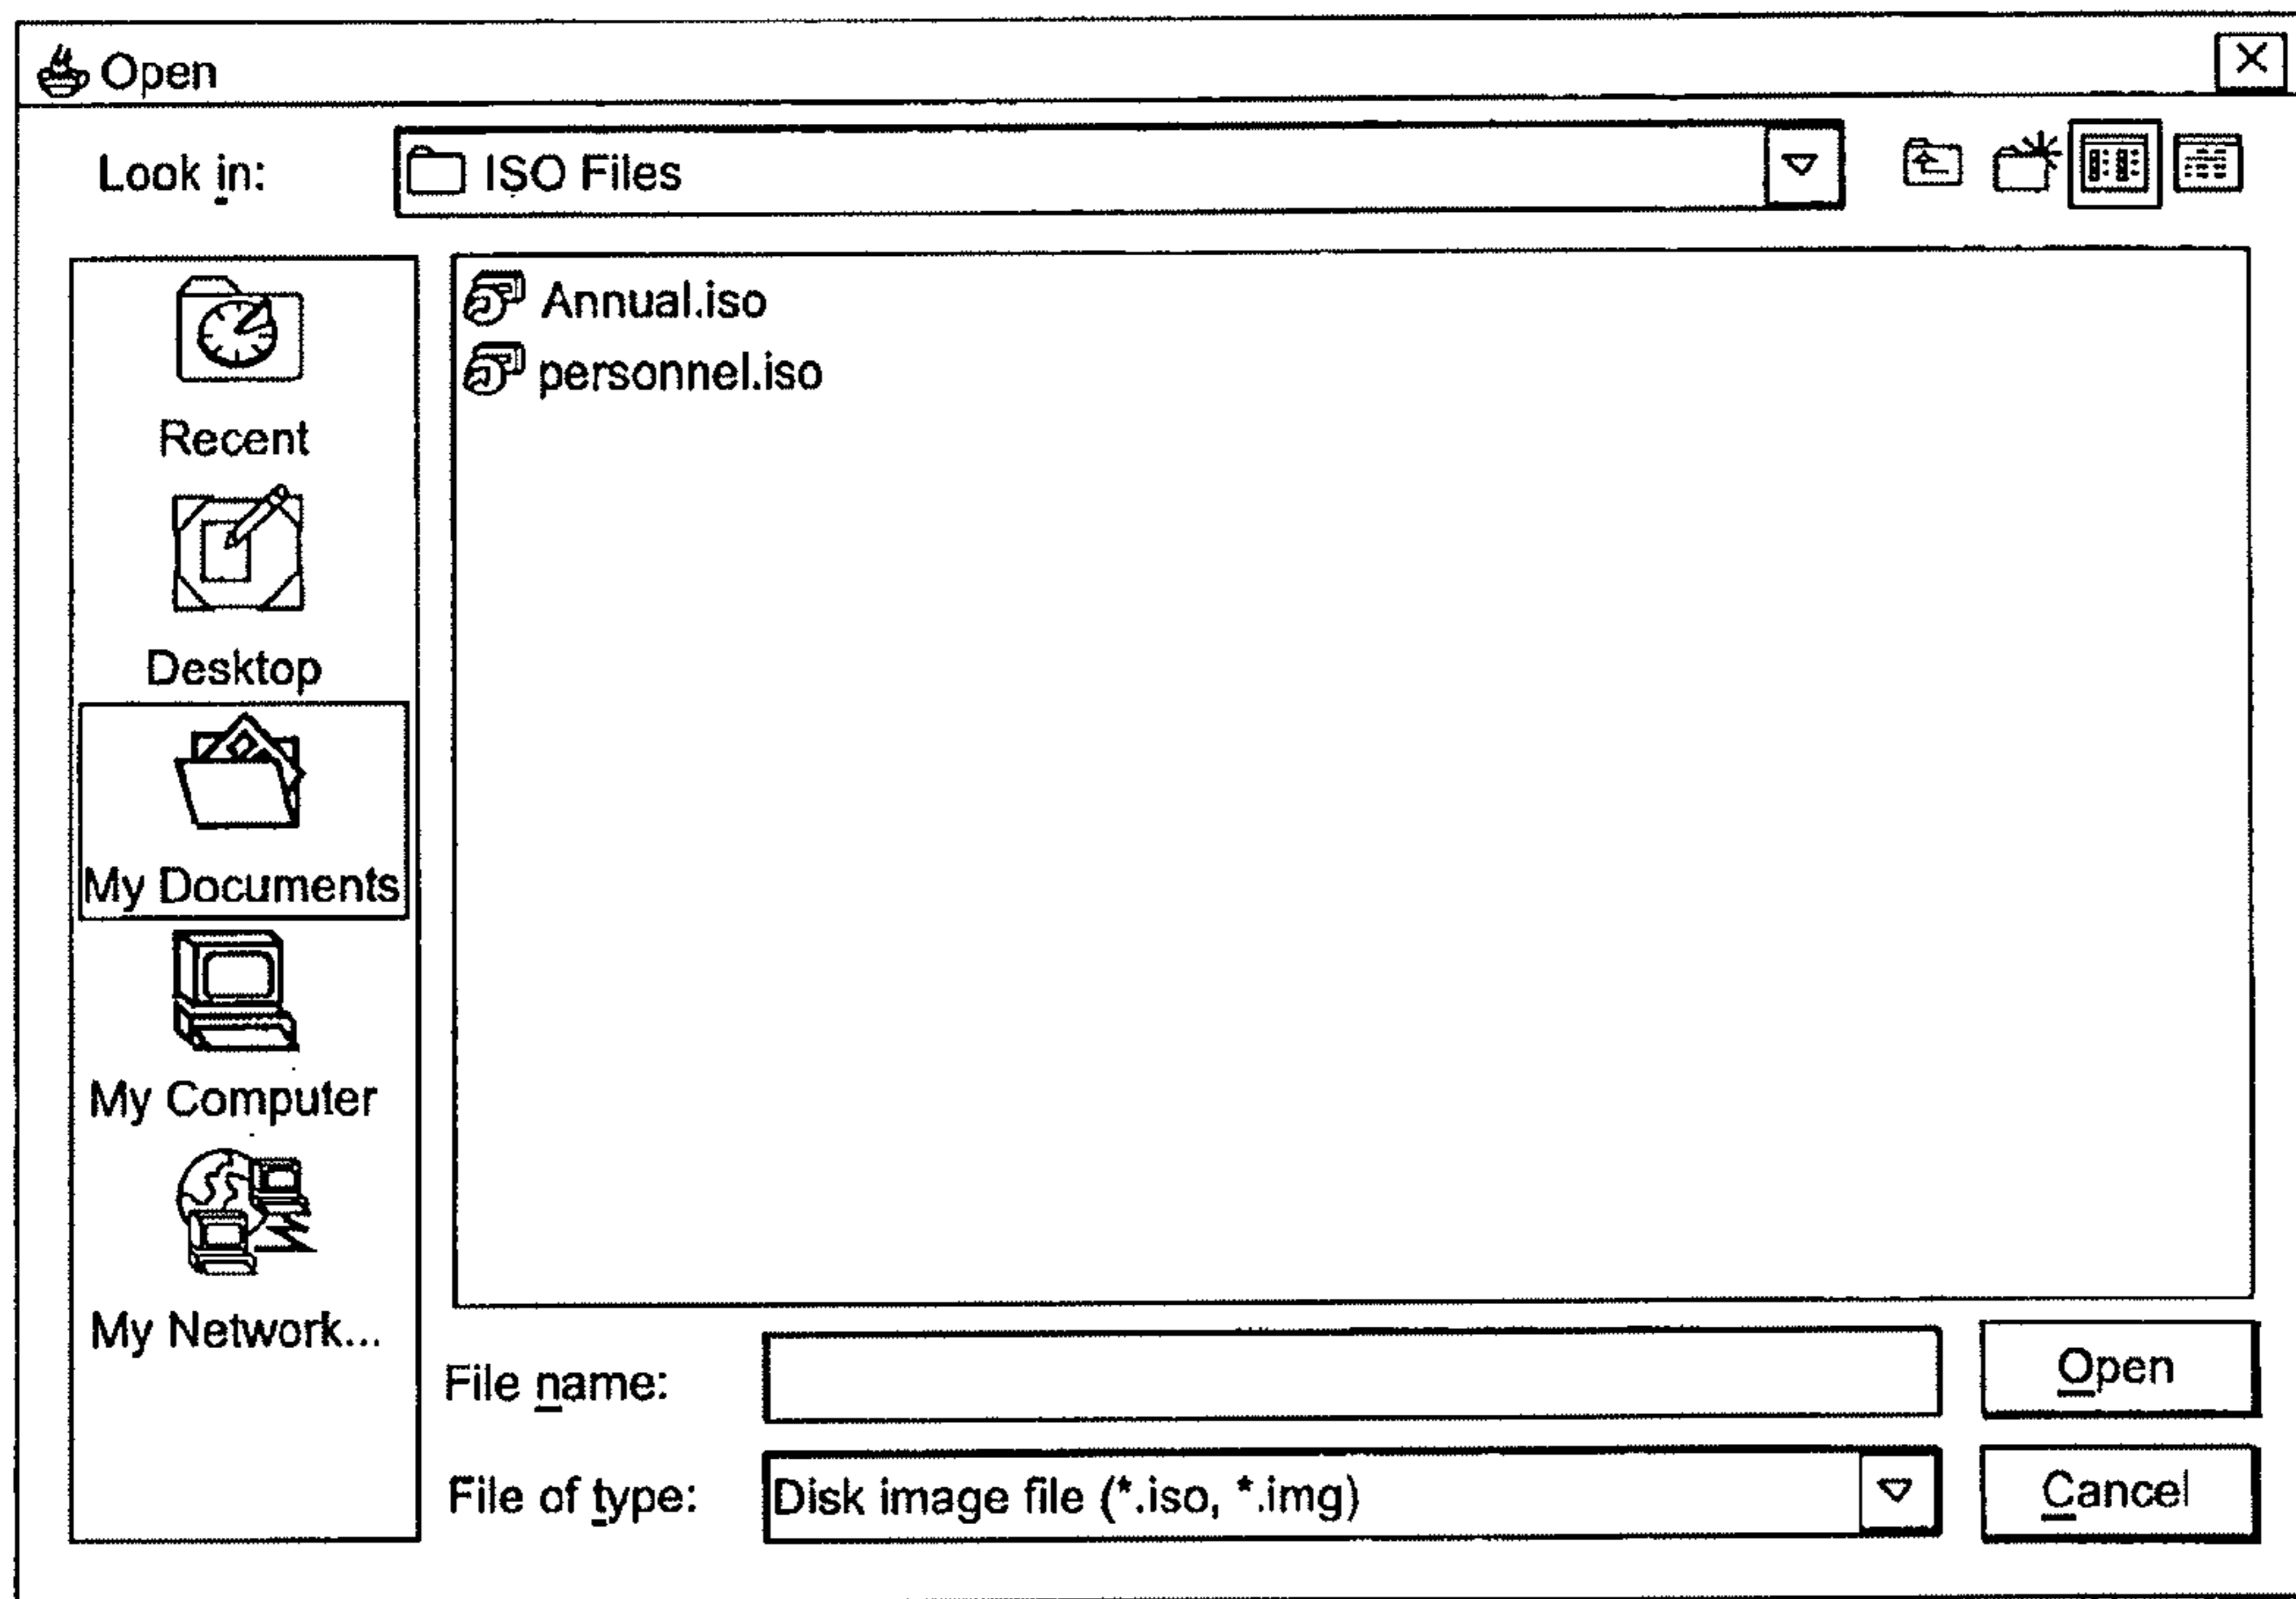 Open
Look in:
ISO Files
Annual.iso
personnel.iso
Recent
Desktop
My Documents
My Computer
My Network...
File name:
Open
File of type:
Disk image file (*.iso, *.img)
Cancel